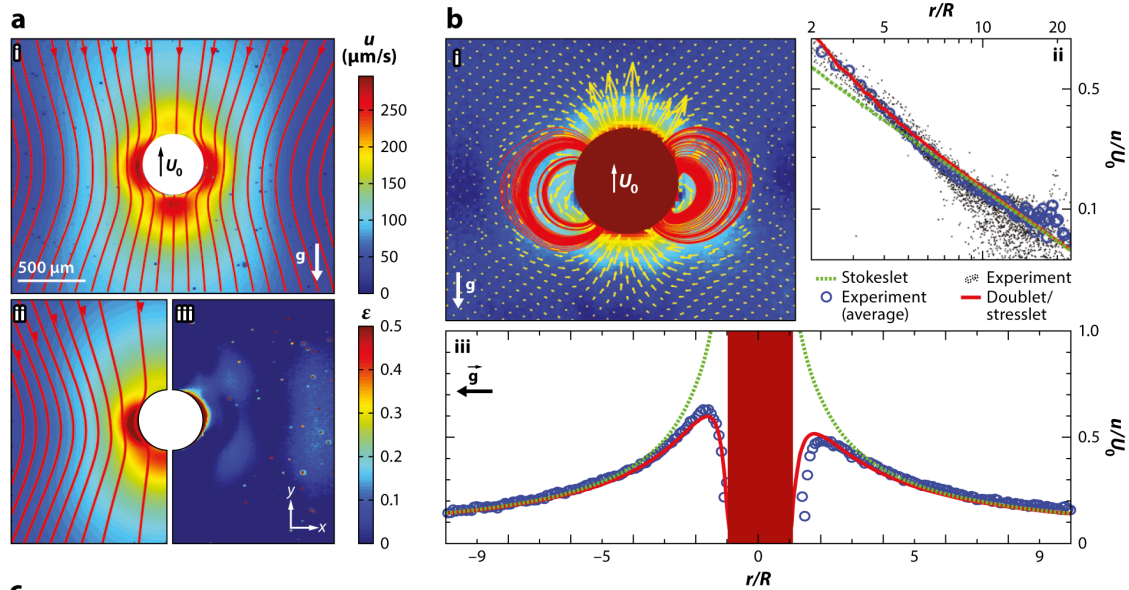 a
i
u
(μm/s)
250
200
150
100
50
0
U₀
g
500 μm
ii
iii
ε
0.5
0.4
0.3
0.2
0.1
0
y
x
b
i
U₀
g
r/R
2
5
10
20
ii
0.5
0.1
u/U₀
Stokeslet
Experiment
Experiment
(average)
Doublet/
stresslet
iii
g
1.0
0.5
0
u/U₀
−9
−5
0
5
9
r/R